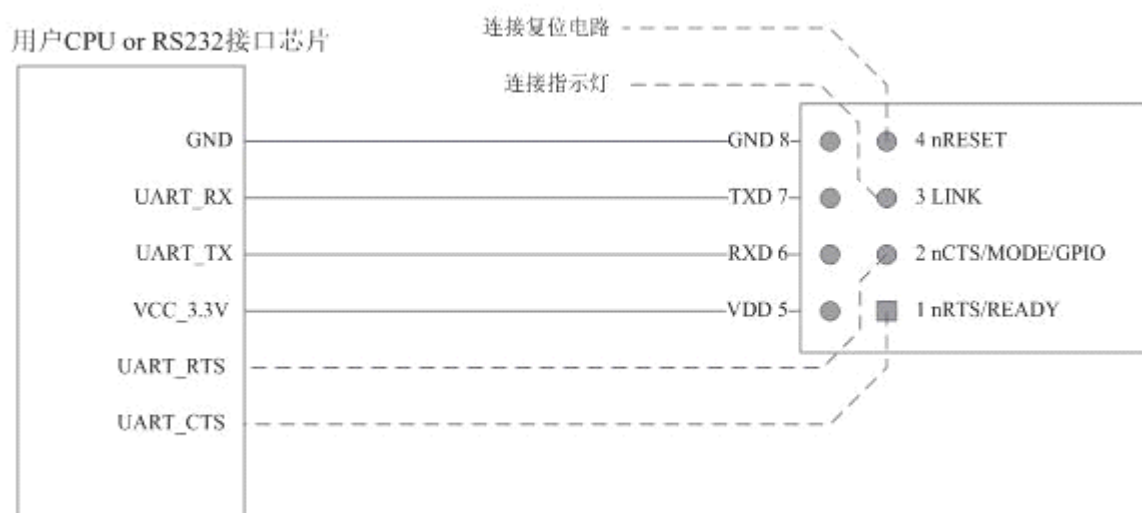 连接复位电路
用户CPU or RS232接口芯片
连接指示灯
GND
GND 8
4 nRESET
UART_RX
TXD 7
3 LINK
UART_TX
RXD 6
2 nCTS/MODE/GPIO
VCC_3.3V
VDD 5
1 nRTS/READY
UART_RTS
UART_CTS